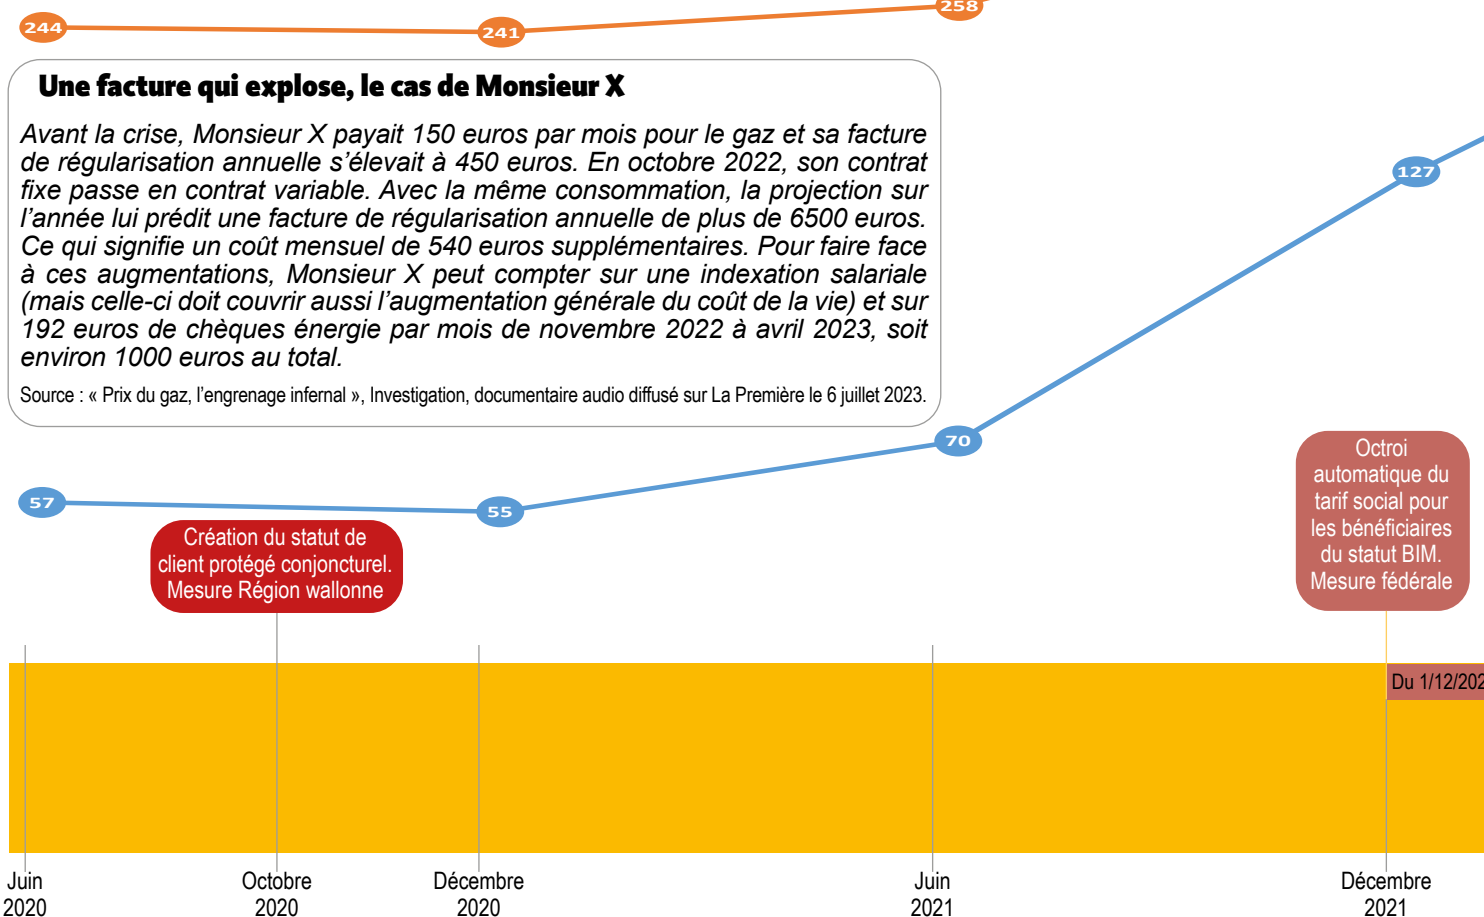 244
241
258
Une facture qui explose, le cas de Monsieur X
Avant la crise, Monsieur X payait 150 euros par mois pour le gaz et sa facture
de régularisation annuelle s’élevait à 450 euros. En octobre 2022, son contrat
fixe passe en contrat variable. Avec la même consommation, la projection sur
l’année lui prédit une facture de régularisation annuelle de plus de 6500 euros.
Ce qui signifie un coût mensuel de 540 euros supplémentaires. Pour faire face
à ces augmentations, Monsieur X peut compter sur une indexation salariale
(mais celle-ci doit couvrir aussi l’augmentation générale du coût de la vie) et sur
192 euros de chèques énergie par mois de novembre 2022 à avril 2023, soit
environ 1000 euros au total.
Source : « Prix du gaz, l’engrenage infernal », Investigation, documentaire audio diffusé sur La Première le 6 juillet 2023.
127
70
57
55
Création du statut de
client protégé conjoncturel.
Mesure Région wallonne
Octroi
automatique du
tarif social pour
les bénéficiaires
du statut BIM.
Mesure fédérale
Du 1/12/202
Juin
2020
Octobre
2020
Décembre
2020
Juin
2021
Décembre
2021